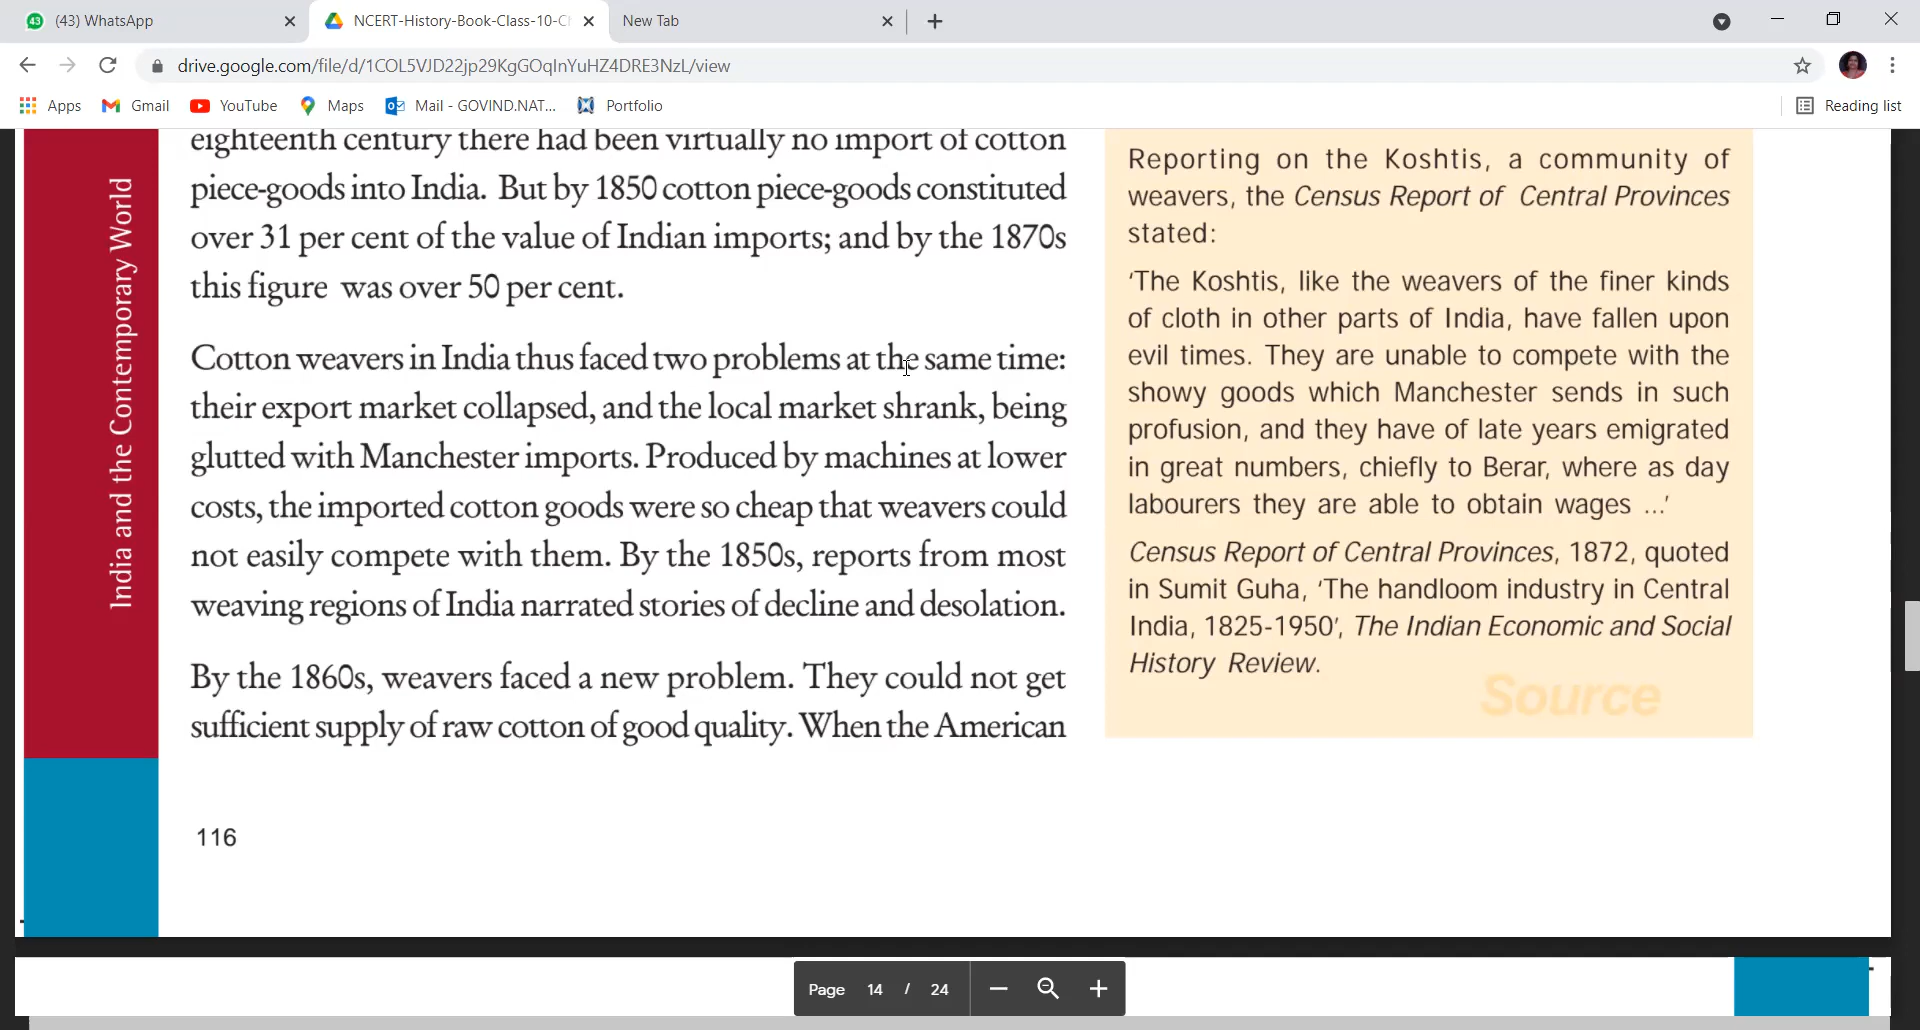 (43) WhatsApp
NCERT-History-Book-Class-10-C
New Tab
drive.google.com/file/d/1COL5VJD22jp29KgGOqInYuHZ4DRE3NzL/view
Apps
Gmail
YouTube
Maps
Mail - GOVIND.NAT...
Portfolio
Reading list
India and the Contemporary World
eighteenth century there had been virtually no import of cotton
piece-goods into India. But by 1850 cotton piece-goods constituted
over 31 per cent of the value of Indian imports; and by the 1870s
this figure was over 50 per cent.
Cotton weavers in India thus faced two problems at the same time:
their export market collapsed, and the local market shrank, being
glutted with Manchester imports. Produced by machines at lower
costs, the imported cotton goods were so cheap that weavers could
not easily compete with them. By the 1850s, reports from most
weaving regions of India narrated stories of decline and desolation.
By the 1860s, weavers faced a new problem. They could not get
sufficient supply of raw cotton of good quality. When the American
116
Reporting on the Koshtis, a community of
weavers, the Census Report of Central Provinces
stated:
‘The Koshtis, like the weavers of the finer kinds
of cloth in other parts of India, have fallen upon
evil times. They are unable to compete with the
showy goods which Manchester sends in such
profusion, and they have of late years emigrated
in great numbers, chiefly to Berar, where as day
labourers they are able to obtain wages ...’
Census Report of Central Provinces, 1872, quoted
in Sumit Guha, ‘The handloom industry in Central
India, 1825-1950’, The Indian Economic and Social
History Review.
Source
Page 14 / 24